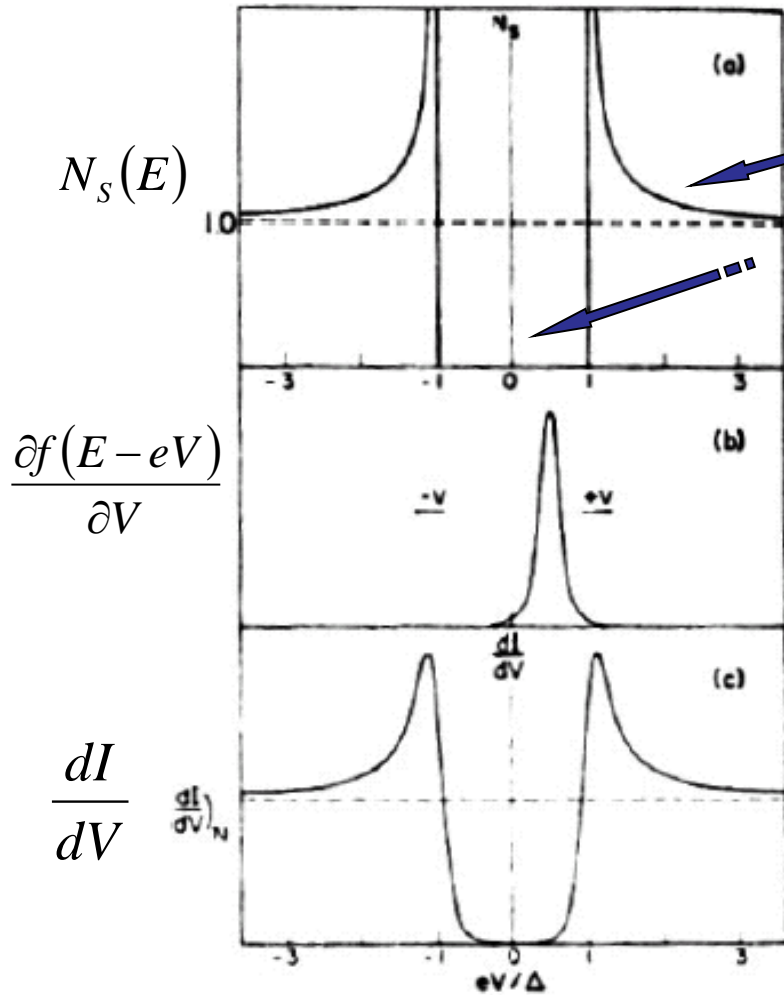 N_S
(a)
N_S(E)
1.0
-3 -1 0 1 3
(b)
∂f(E − eV)
∂V
-V +V
dI
dV
(c)
dI
dV
dI
dV)N
-3 -1 0 1 3
eV/Δ